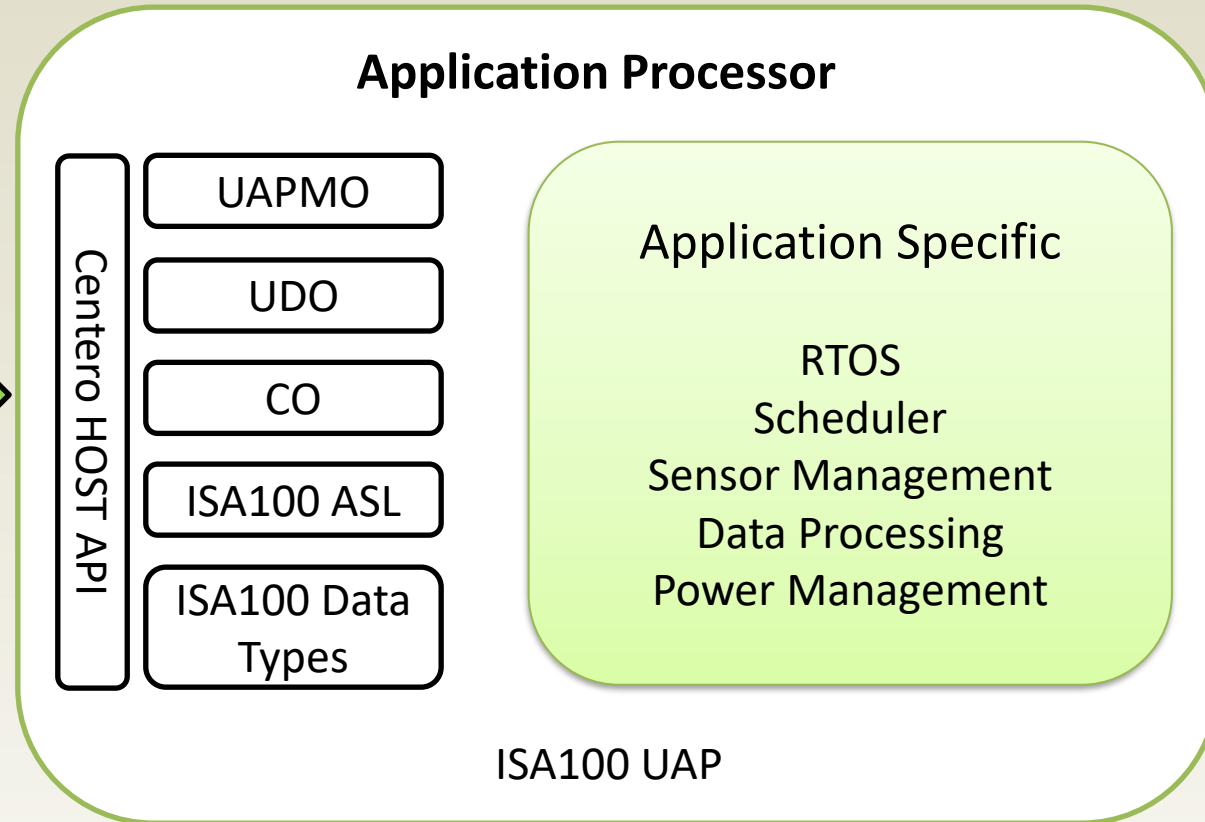 Application Processor
Centero HOST API
UAPMO
UDO
CO
ISA100 ASL
ISA100 Data
Types
Application Specific
RTOS
Scheduler
Sensor Management
Data Processing
Power Management
ISA100 UAP